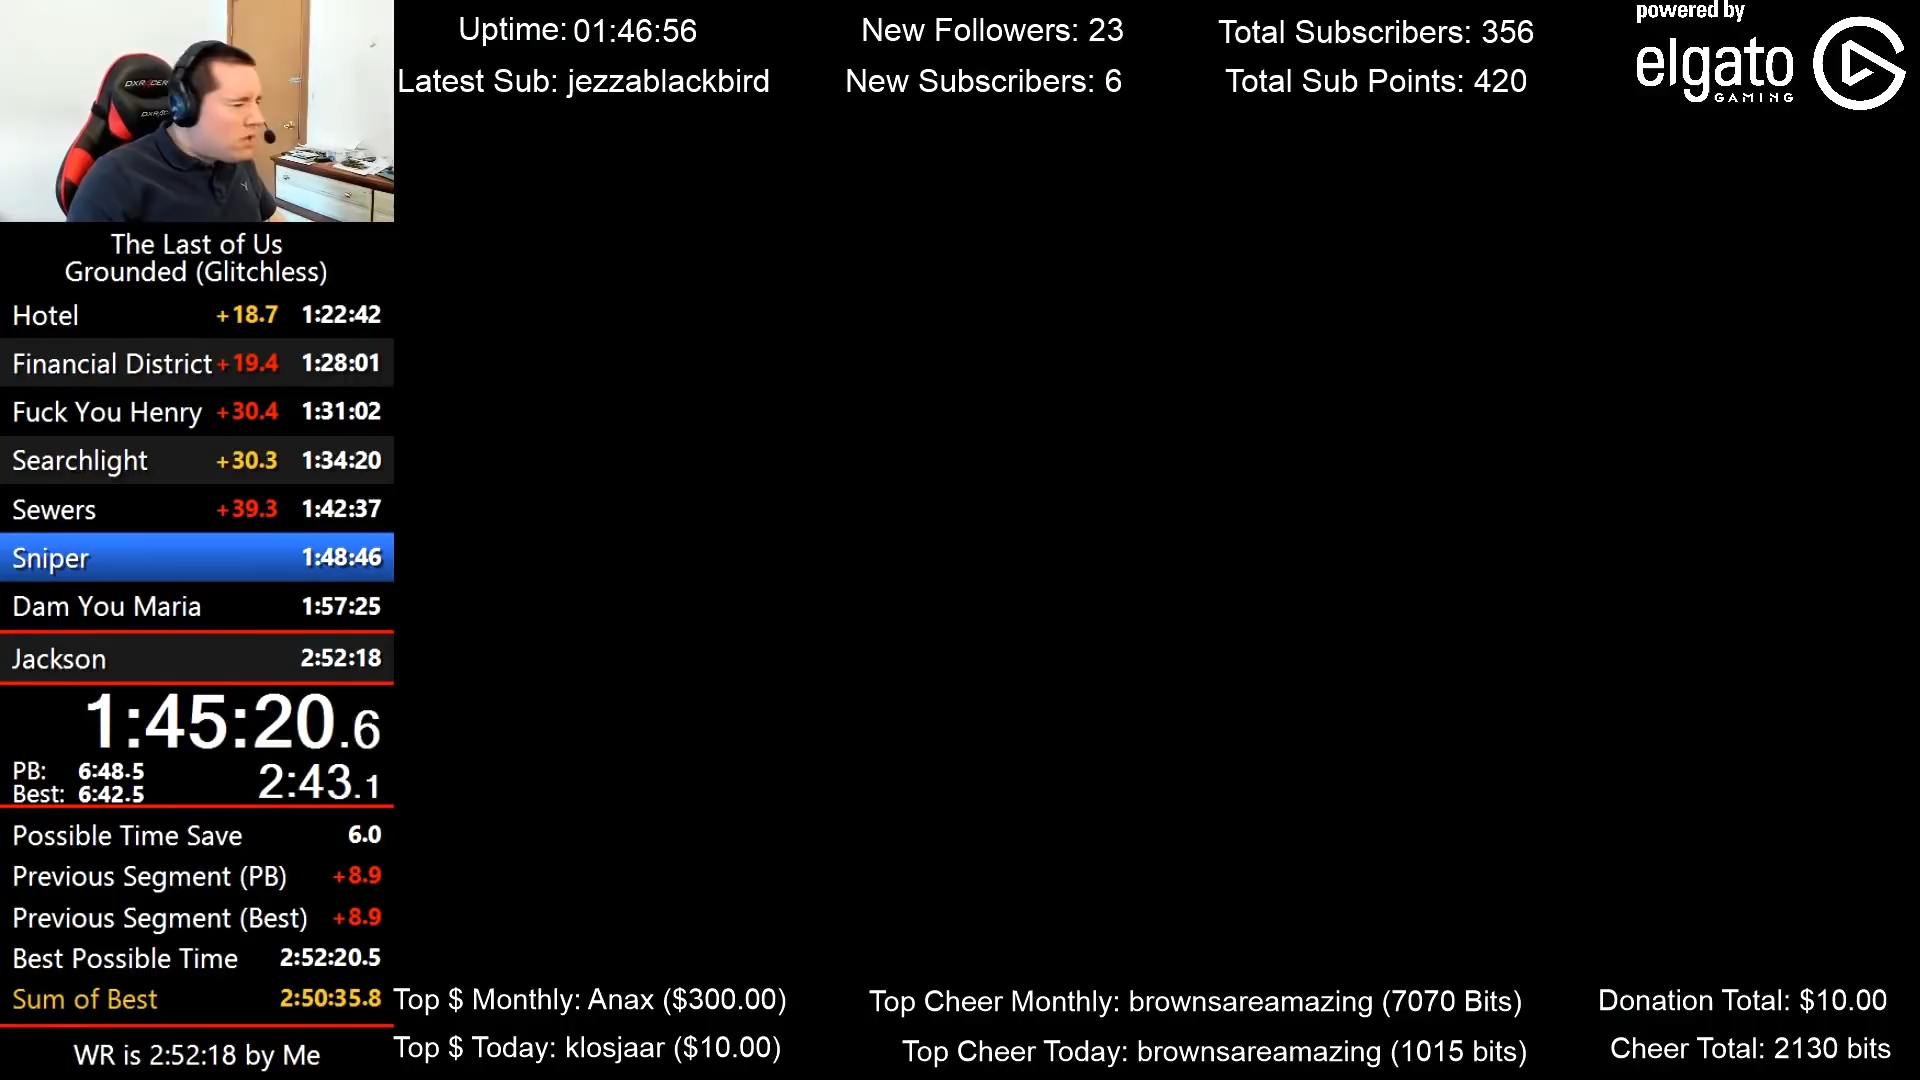 Uptime: 01:46:56
New Followers: 23
Total Subscribers: 356
Latest Sub: jezzablackbird
New Subscribers: 6
Total Sub Points: 420
powered by
elgato
GAMING
DXRACER
The Last of Us
Grounded (Glitchless)
Hotel +18.7 1:22:42
Financial District +19.4 1:28:01
Fuck You Henry +30.4 1:31:02
Searchlight +30.3 1:34:20
Sewers +39.3 1:42:37
Sniper 1:48:46
Dam You Maria 1:57:25
Jackson 2:52:18
1:45:20.6
PB: 6:48.5
Best: 6:42.5
2:43.1
Possible Time Save 6.0
Previous Segment (PB) +8.9
Previous Segment (Best) +8.9
Best Possible Time 2:52:20.5
Sum of Best 2:50:35.8
WR is 2:52:18 by Me
Top $ Monthly: Anax ($300.00)
Top Cheer Monthly: brownsareamazing (7070 Bits)
Donation Total: $10.00
Top $ Today: klosjaar ($10.00)
Top Cheer Today: brownsareamazing (1015 bits)
Cheer Total: 2130 bits